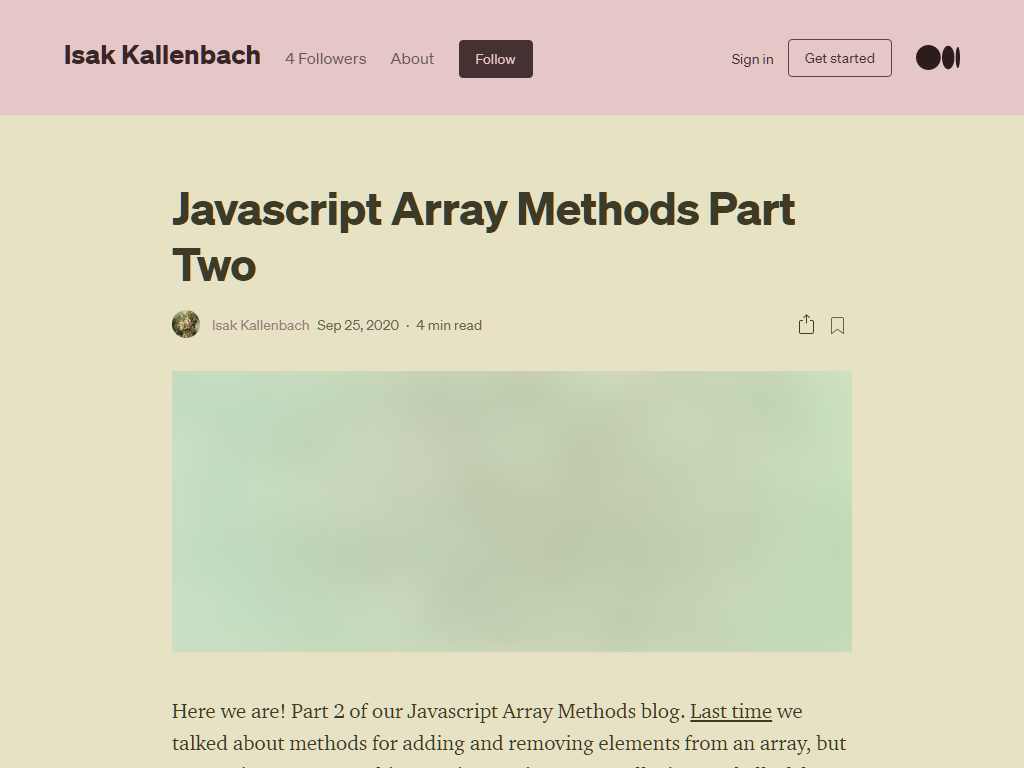 Isak Kallenbach
4 Followers
About
Follow
Sign in
Get started
Javascript Array Methods Part
Two
Isak Kallenbach Sep 25, 2020 · 4 min read
Here we are! Part 2 of our Javascript Array Methods blog. Last time we
talked about methods for adding and removing elements from an array, but